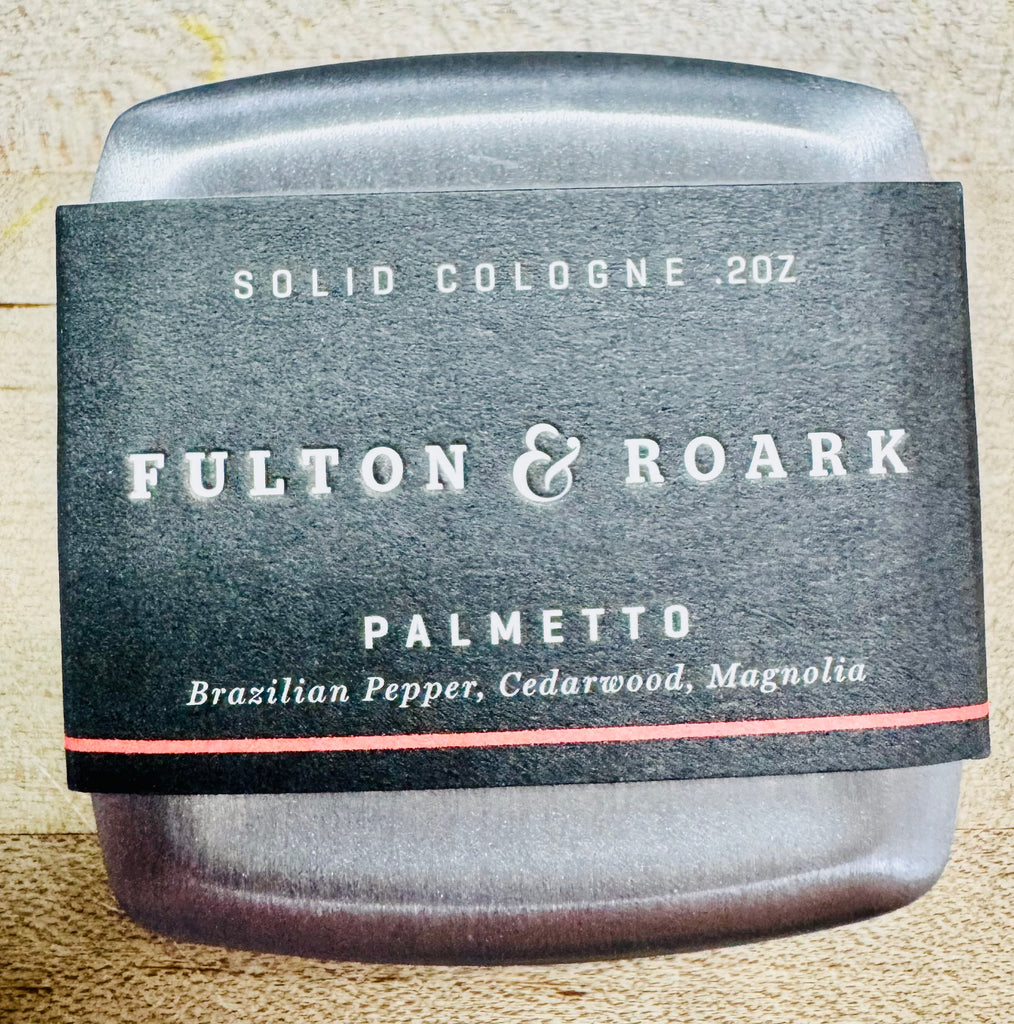 SOLID COLOGNE .2OZ
FULTON & ROARK
PALMETTO
Brazilian Pepper, Cedarwood, Magnolia